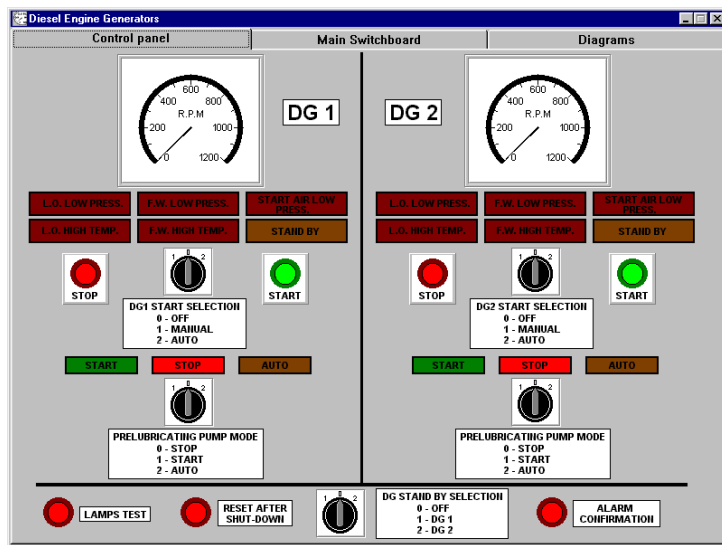 Diesel Engine Generators
Control panel
Main Switchboard
Diagrams
600
400
800
R.P.M
200
1000
0
1200
DG 1
DG 2
600
400
800
R.P.M
200
1000
0
1200
L.O. LOW PRESS.
F.W. LOW PRESS.
START AIR LOW
PRESS.
L.O. HIGH TEMP.
F.W. HIGH TEMP.
STAND BY
L.O. LOW PRESS.
F.W. LOW PRESS.
START AIR LOW
PRESS.
L.O. HIGH TEMP.
F.W. HIGH TEMP.
STAND BY
STOP
1 0 2
START
DG1 START SELECTION
0 - OFF
1 - MANUAL
2 - AUTO
STOP
1 0 2
START
DG2 START SELECTION
0 - OFF
1 - MANUAL
2 - AUTO
START
STOP
AUTO
1 0 2
PRELUBRICATING PUMP MODE
0 - STOP
1 - START
2 - AUTO
START
STOP
AUTO
1 0 2
PRELUBRICATING PUMP MODE
0 - STOP
1 - START
2 - AUTO
LAMPS TEST
RESET AFTER
SHUT-DOWN
1 0 2
DG STAND BY SELECTION
0 - OFF
1 - DG 1
2 - DG 2
ALARM
CONFIRMATION